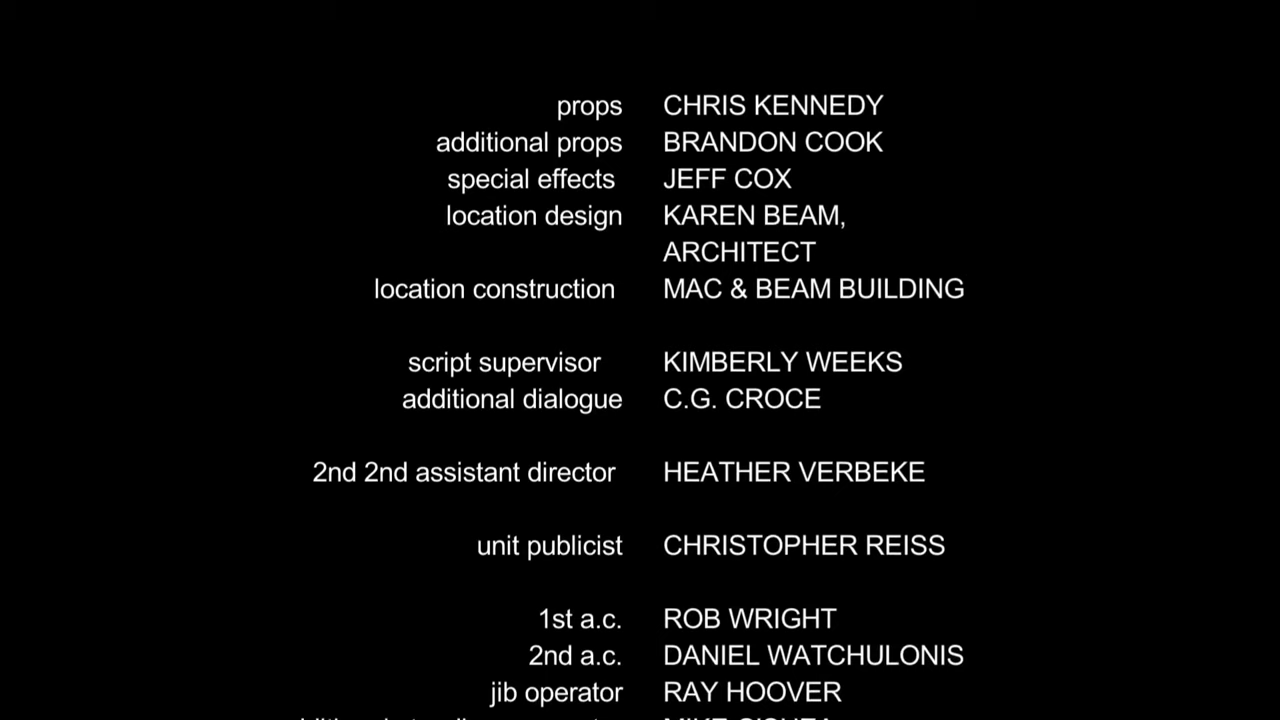 props CHRIS KENNEDY
additional props BRANDON COOK
special effects JEFF COX
location design KAREN BEAM,
ARCHITECT
location construction MAC & BEAM BUILDING
script supervisor KIMBERLY WEEKS
additional dialogue C.G. CROCE
2nd 2nd assistant director HEATHER VERBEKE
unit publicist CHRISTOPHER REISS
1st a.c. ROB WRIGHT
2nd a.c. DANIEL WATCHULONIS
jib operator RAY HOOVER
MIKE